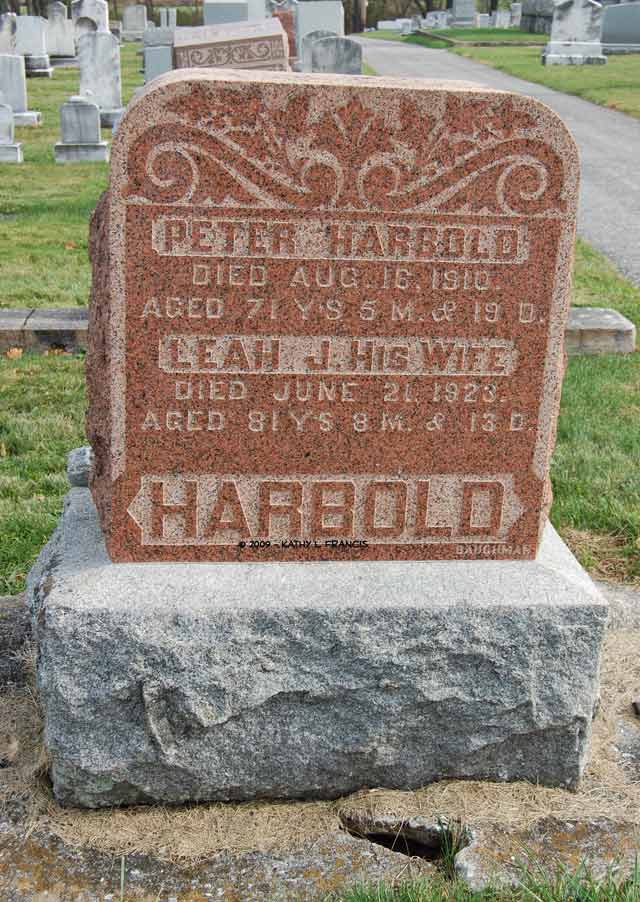 PETER HARBOLD
DIED AUG. 16. 1910.
AGED 71 Y'S 5 M. & 19 D.
LEAH J. HIS WIFE
DIED JUNE 21. 1923.
AGED 81 Y'S 8 M. & 13 D.
HARBOLD
© 2009 - KATHY L. FRANCIS
BAUGHMAN